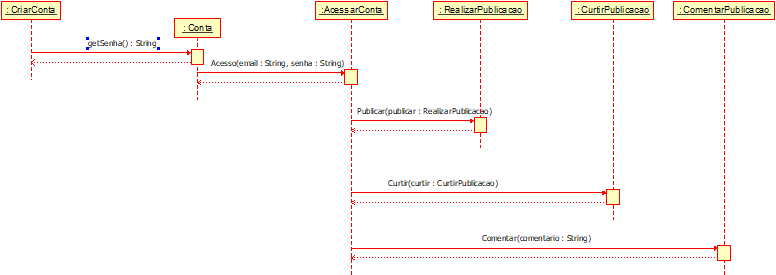 : CriarConta
: Conta
:AcessarConta
: RealizarPublicacao
: CurtirPublicacao
: ComentarPublicacao
getSenha() : String
Acesso(email : String, senha : String)
Publicar(publicar : RealizarPublicacao)
Curtir(curtir : CurtirPublicacao)
Comentar(comentario : String)